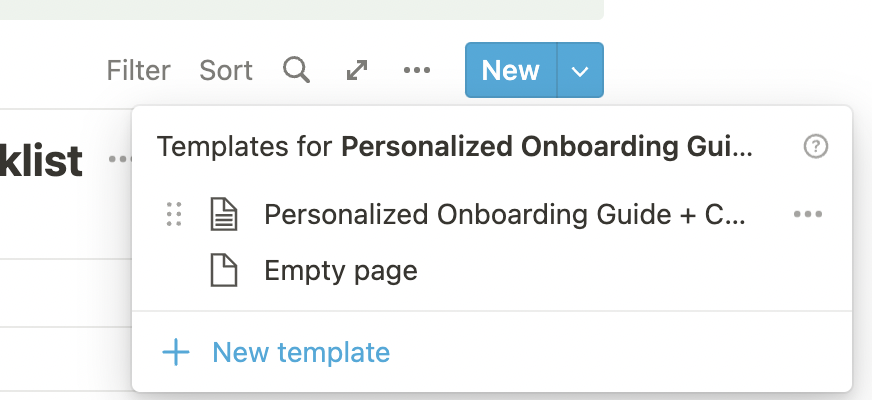 Filter Sort New
klist
Templates for Personalized Onboarding Gui...
Personalized Onboarding Guide + C...
Empty page
+ New template